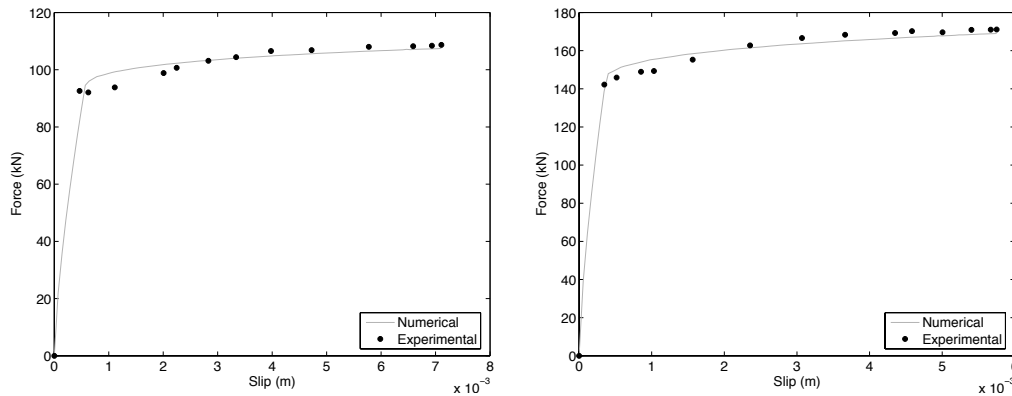 120
100
80
60
40
20
0
Force (kN)
0 1 2 3 4 5 6 7 8
Slip (m)
x 10⁻³
Numerical
Experimental
180
160
140
120
100
80
60
40
20
0
Force (kN)
0 1 2 3 4 5
Slip (m)
x 10⁻³
Numerical
Experimental